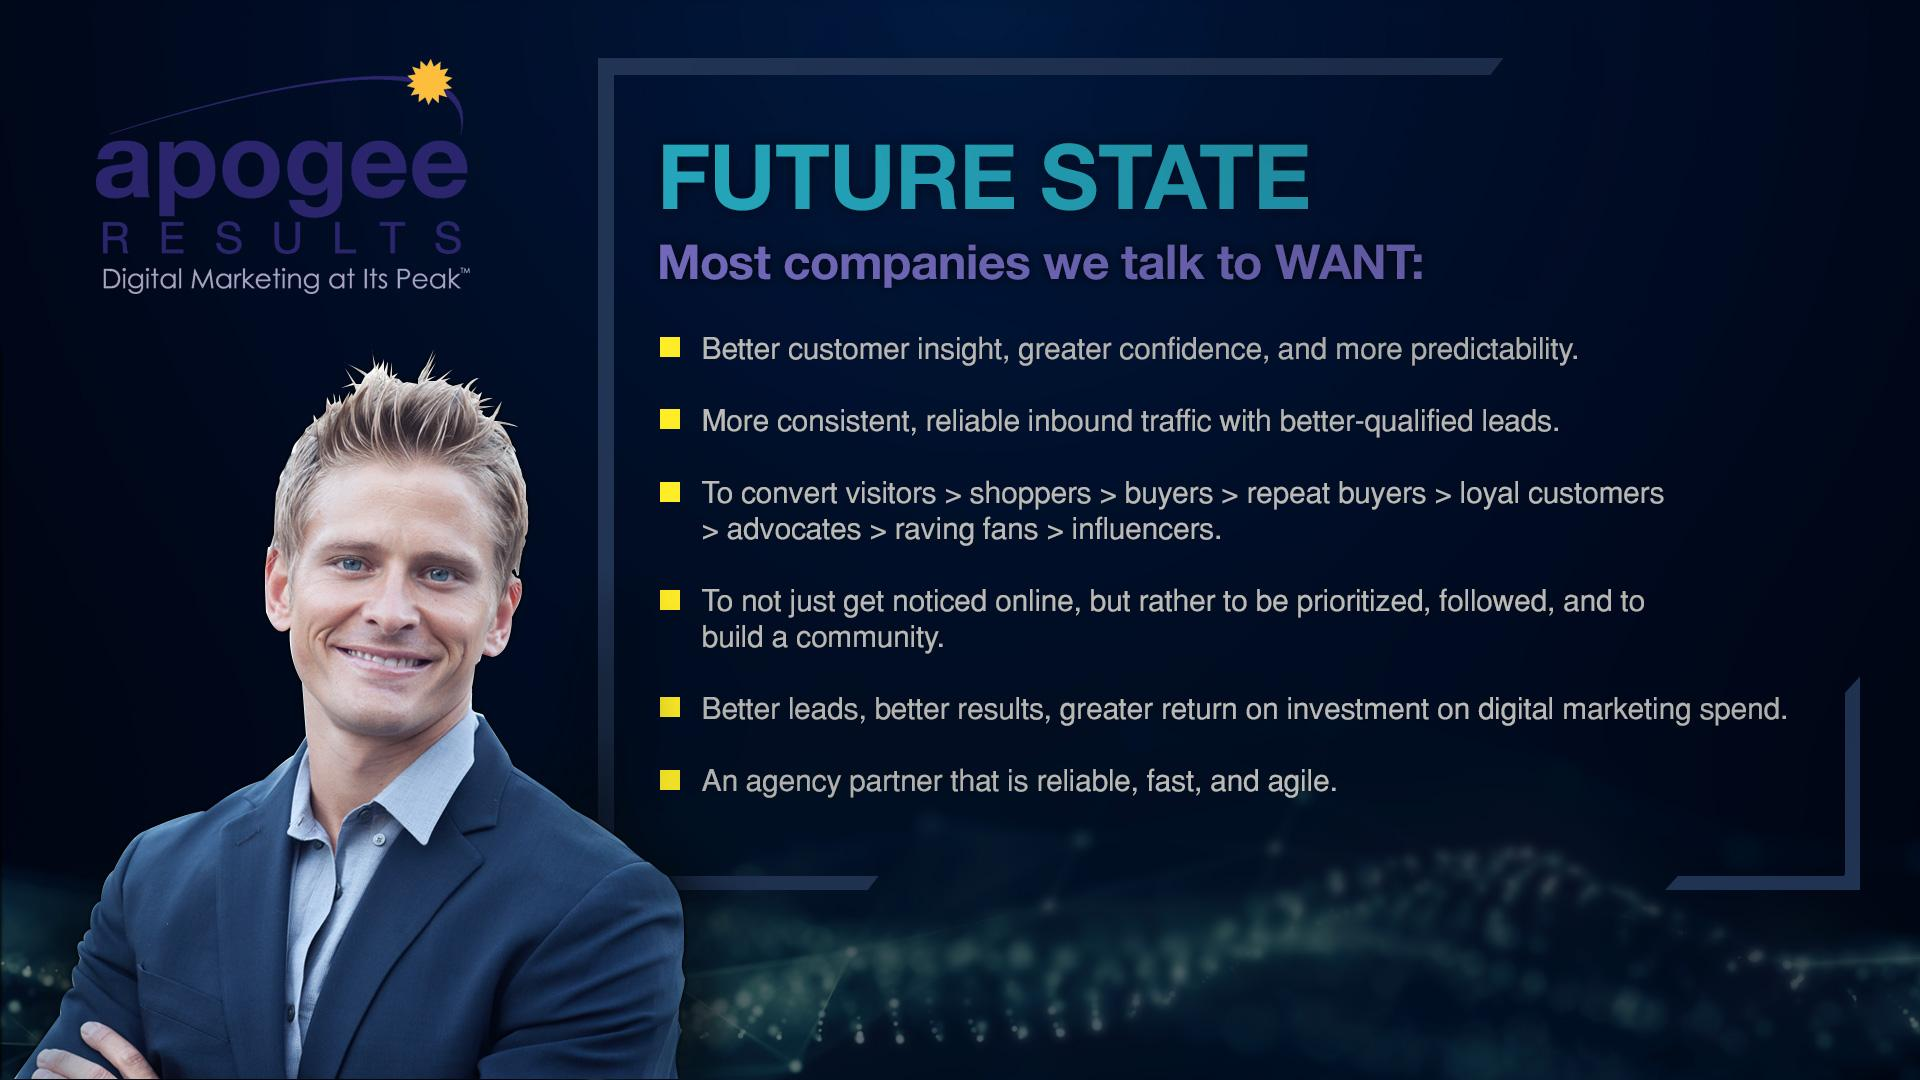 apogee
RESULTS
Digital Marketing at Its Peak™
FUTURE STATE
Most companies we talk to WANT:
Better customer insight, greater confidence, and more predictability.
More consistent, reliable inbound traffic with better-qualified leads.
To convert visitors > shoppers > buyers > repeat buyers > loyal customers
> advocates > raving fans > influencers.
To not just get noticed online, but rather to be prioritized, followed, and to
build a community.
Better leads, better results, greater return on investment on digital marketing spend.
An agency partner that is reliable, fast, and agile.